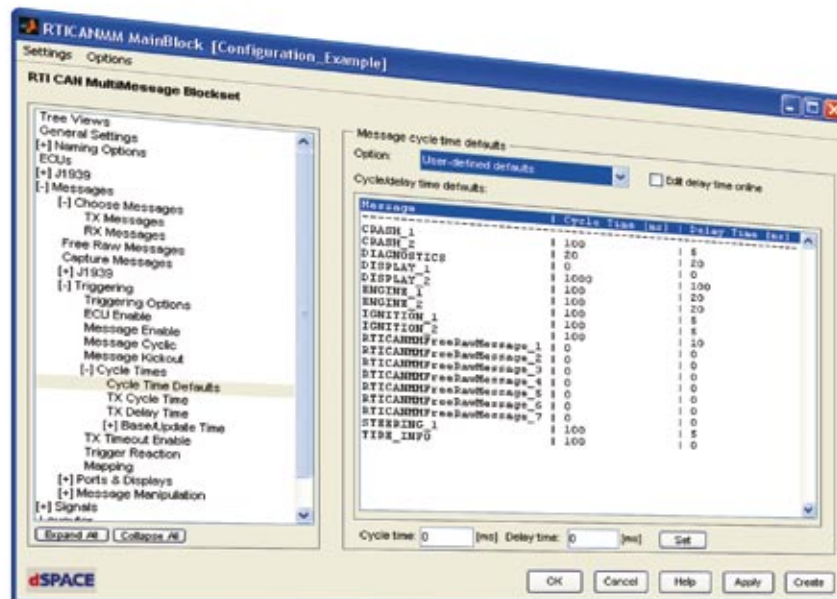 RTICANMM MainBlock [Configuration_Example]
Settings Options
RTI CAN MultiMessage Blockset
Tree Views
General Settings
[+] Naming Options
ECUs
[+] J1939
[-] Messages
[-] Choose Messages
TX Messages
RX Messages
Free Raw Messages
Capture Messages
[+] J1939
[-] Triggering
Triggering Options
ECU Enable
Message Enable
Message Cyclic
Message Kickout
[-] Cycle Times
Cycle Time Defaults
TX Cycle Time
TX Delay Time
[+] Base/Update Time
TX Timeout Enable
Trigger Reaction
Mapping
[+] Ports & Displays
[+] Message Manipulation
[+] Signals
Expand All Collapse All
Message cycle time defaults
Option: User-defined defaults Edit delay time online
Cycle/delay time defaults:
Message | Cycle Time [ms] | Delay Time [ms]
CRASH_1 | 100 | 5
CRASH_2 | 20 | 20
DIAGNOSTICS | 0 | 0
DISPLAY_1 | 1000 | 100
DISPLAY_2 | 100 | 20
ENGINE_1 | 100 | 20
ENGINE_2 | 100 | 5
IGNITION_1 | 100 | 5
IGNITION_2 | 100 | 10
RTICANMMFreeRawMessage_1 | 0 | 0
RTICANMMFreeRawMessage_2 | 0 | 0
RTICANMMFreeRawMessage_3 | 0 | 0
RTICANMMFreeRawMessage_4 | 0 | 0
RTICANMMFreeRawMessage_5 | 0 | 0
RTICANMMFreeRawMessage_6 | 0 | 0
RTICANMMFreeRawMessage_7 | 0 | 0
STEERING_1 | 100 | 5
TIRE_INFO | 100 | 0
Cycle time: 0 [ms] Delay time: 0 [ms] Set
dSPACE
OK Cancel Help Apply Create